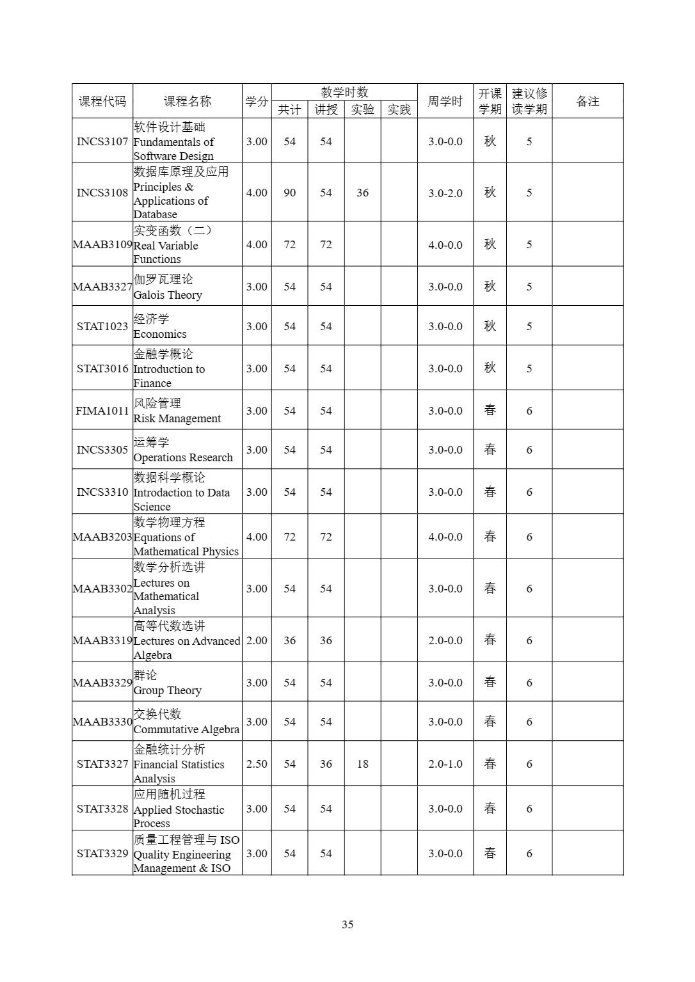 课程代码 课程名称 学分 教学时数 周学时 开课学期 建议修读学期 备注
共计 讲授 实验 实践
INCS3107 软件设计基础 Fundamentals of Software Design 3.00 54 54 3.0-0.0 秋 5
INCS3108 数据库原理及应用 Principles & Applications of Database 4.00 90 54 36 3.0-2.0 秋 5
MAAB3109 实变函数（二） Real Variable Functions 4.00 72 72 4.0-0.0 秋 5
MAAB3327 伽罗瓦理论 Galois Theory 3.00 54 54 3.0-0.0 秋 5
STAT1023 经济学 Economics 3.00 54 54 3.0-0.0 秋 5
STAT3016 金融学概论 Introduction to Finance 3.00 54 54 3.0-0.0 秋 5
FIMA1011 风险管理 Risk Management 3.00 54 54 3.0-0.0 春 6
INCS3305 运筹学 Operations Research 3.00 54 54 3.0-0.0 春 6
INCS3310 数据科学概论 Introdaction to Data Science 3.00 54 54 3.0-0.0 春 6
MAAB3203 数学物理方程 Equations of Mathematical Physics 4.00 72 72 4.0-0.0 春 6
MAAB3302 数学分析选讲 Lectures on Mathematical Analysis 3.00 54 54 3.0-0.0 春 6
MAAB3319 高等代数选讲 Lectures on Advanced Algebra 2.00 36 36 2.0-0.0 春 6
MAAB3329 群论 Group Theory 3.00 54 54 3.0-0.0 春 6
MAAB3330 交换代数 Commutative Algebra 3.00 54 54 3.0-0.0 春 6
STAT3327 金融统计分析 Financial Statistics Analysis 2.50 54 36 18 2.0-1.0 春 6
STAT3328 应用随机过程 Applied Stochastic Process 3.00 54 54 3.0-0.0 春 6
STAT3329 质量工程管理与 ISO Quality Engineering Management & ISO 3.00 54 54 3.0-0.0 春 6
35